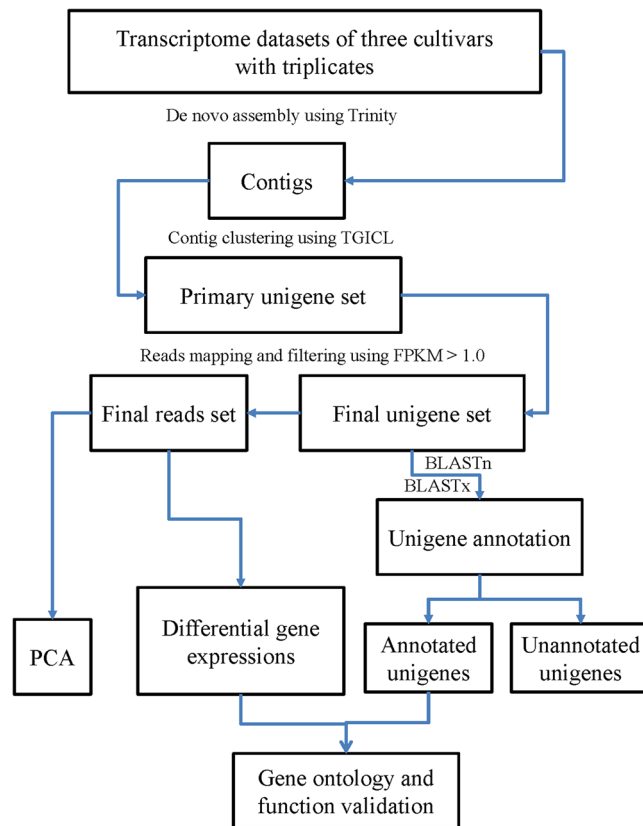 Transcriptome datasets of three cultivars
with triplicates
De novo assembly using Trinity
Contigs
Contig clustering using TGICL
Primary unigene set
Reads mapping and filtering using FPKM > 1.0
Final reads set
Final unigene set
BLASTn
BLASTx
Unigene annotation
PCA
Differential gene
expressions
Annotated
unigenes
Unannotated
unigenes
Gene ontology and
function validation